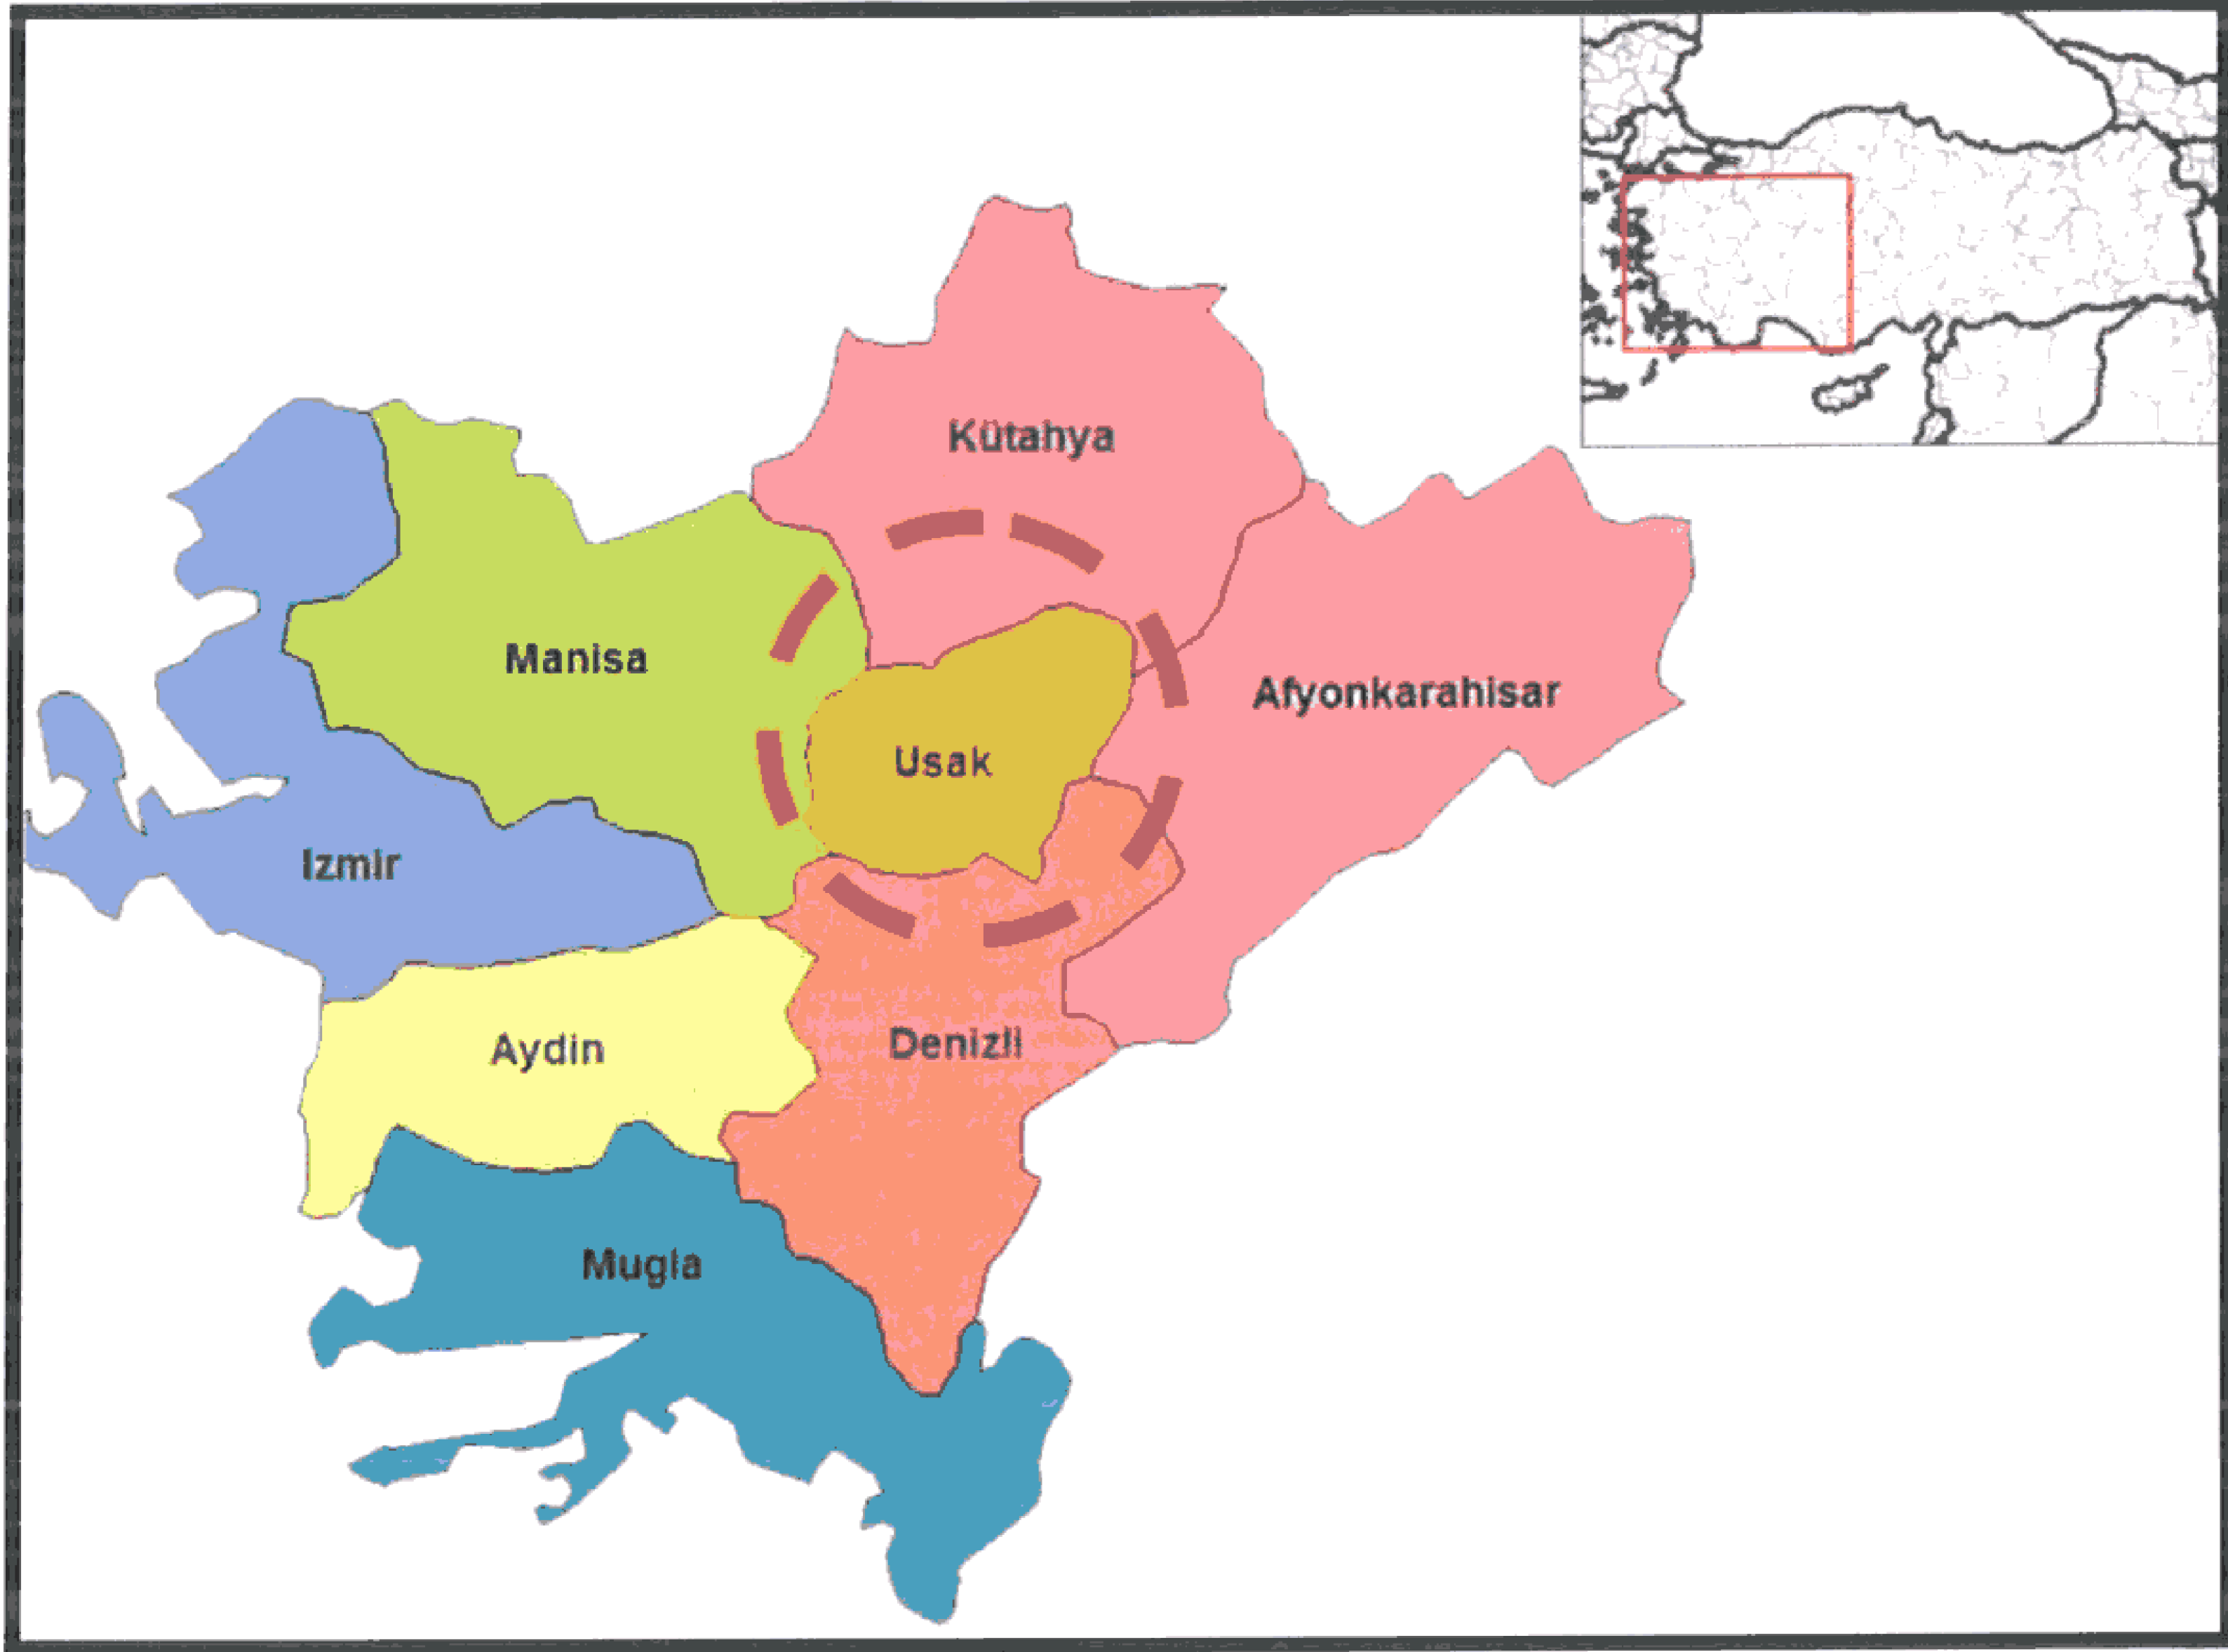 Kütahya
Manisa
Afyonkarahisar
Usak
Izmir
Aydin
Denizli
Mugla